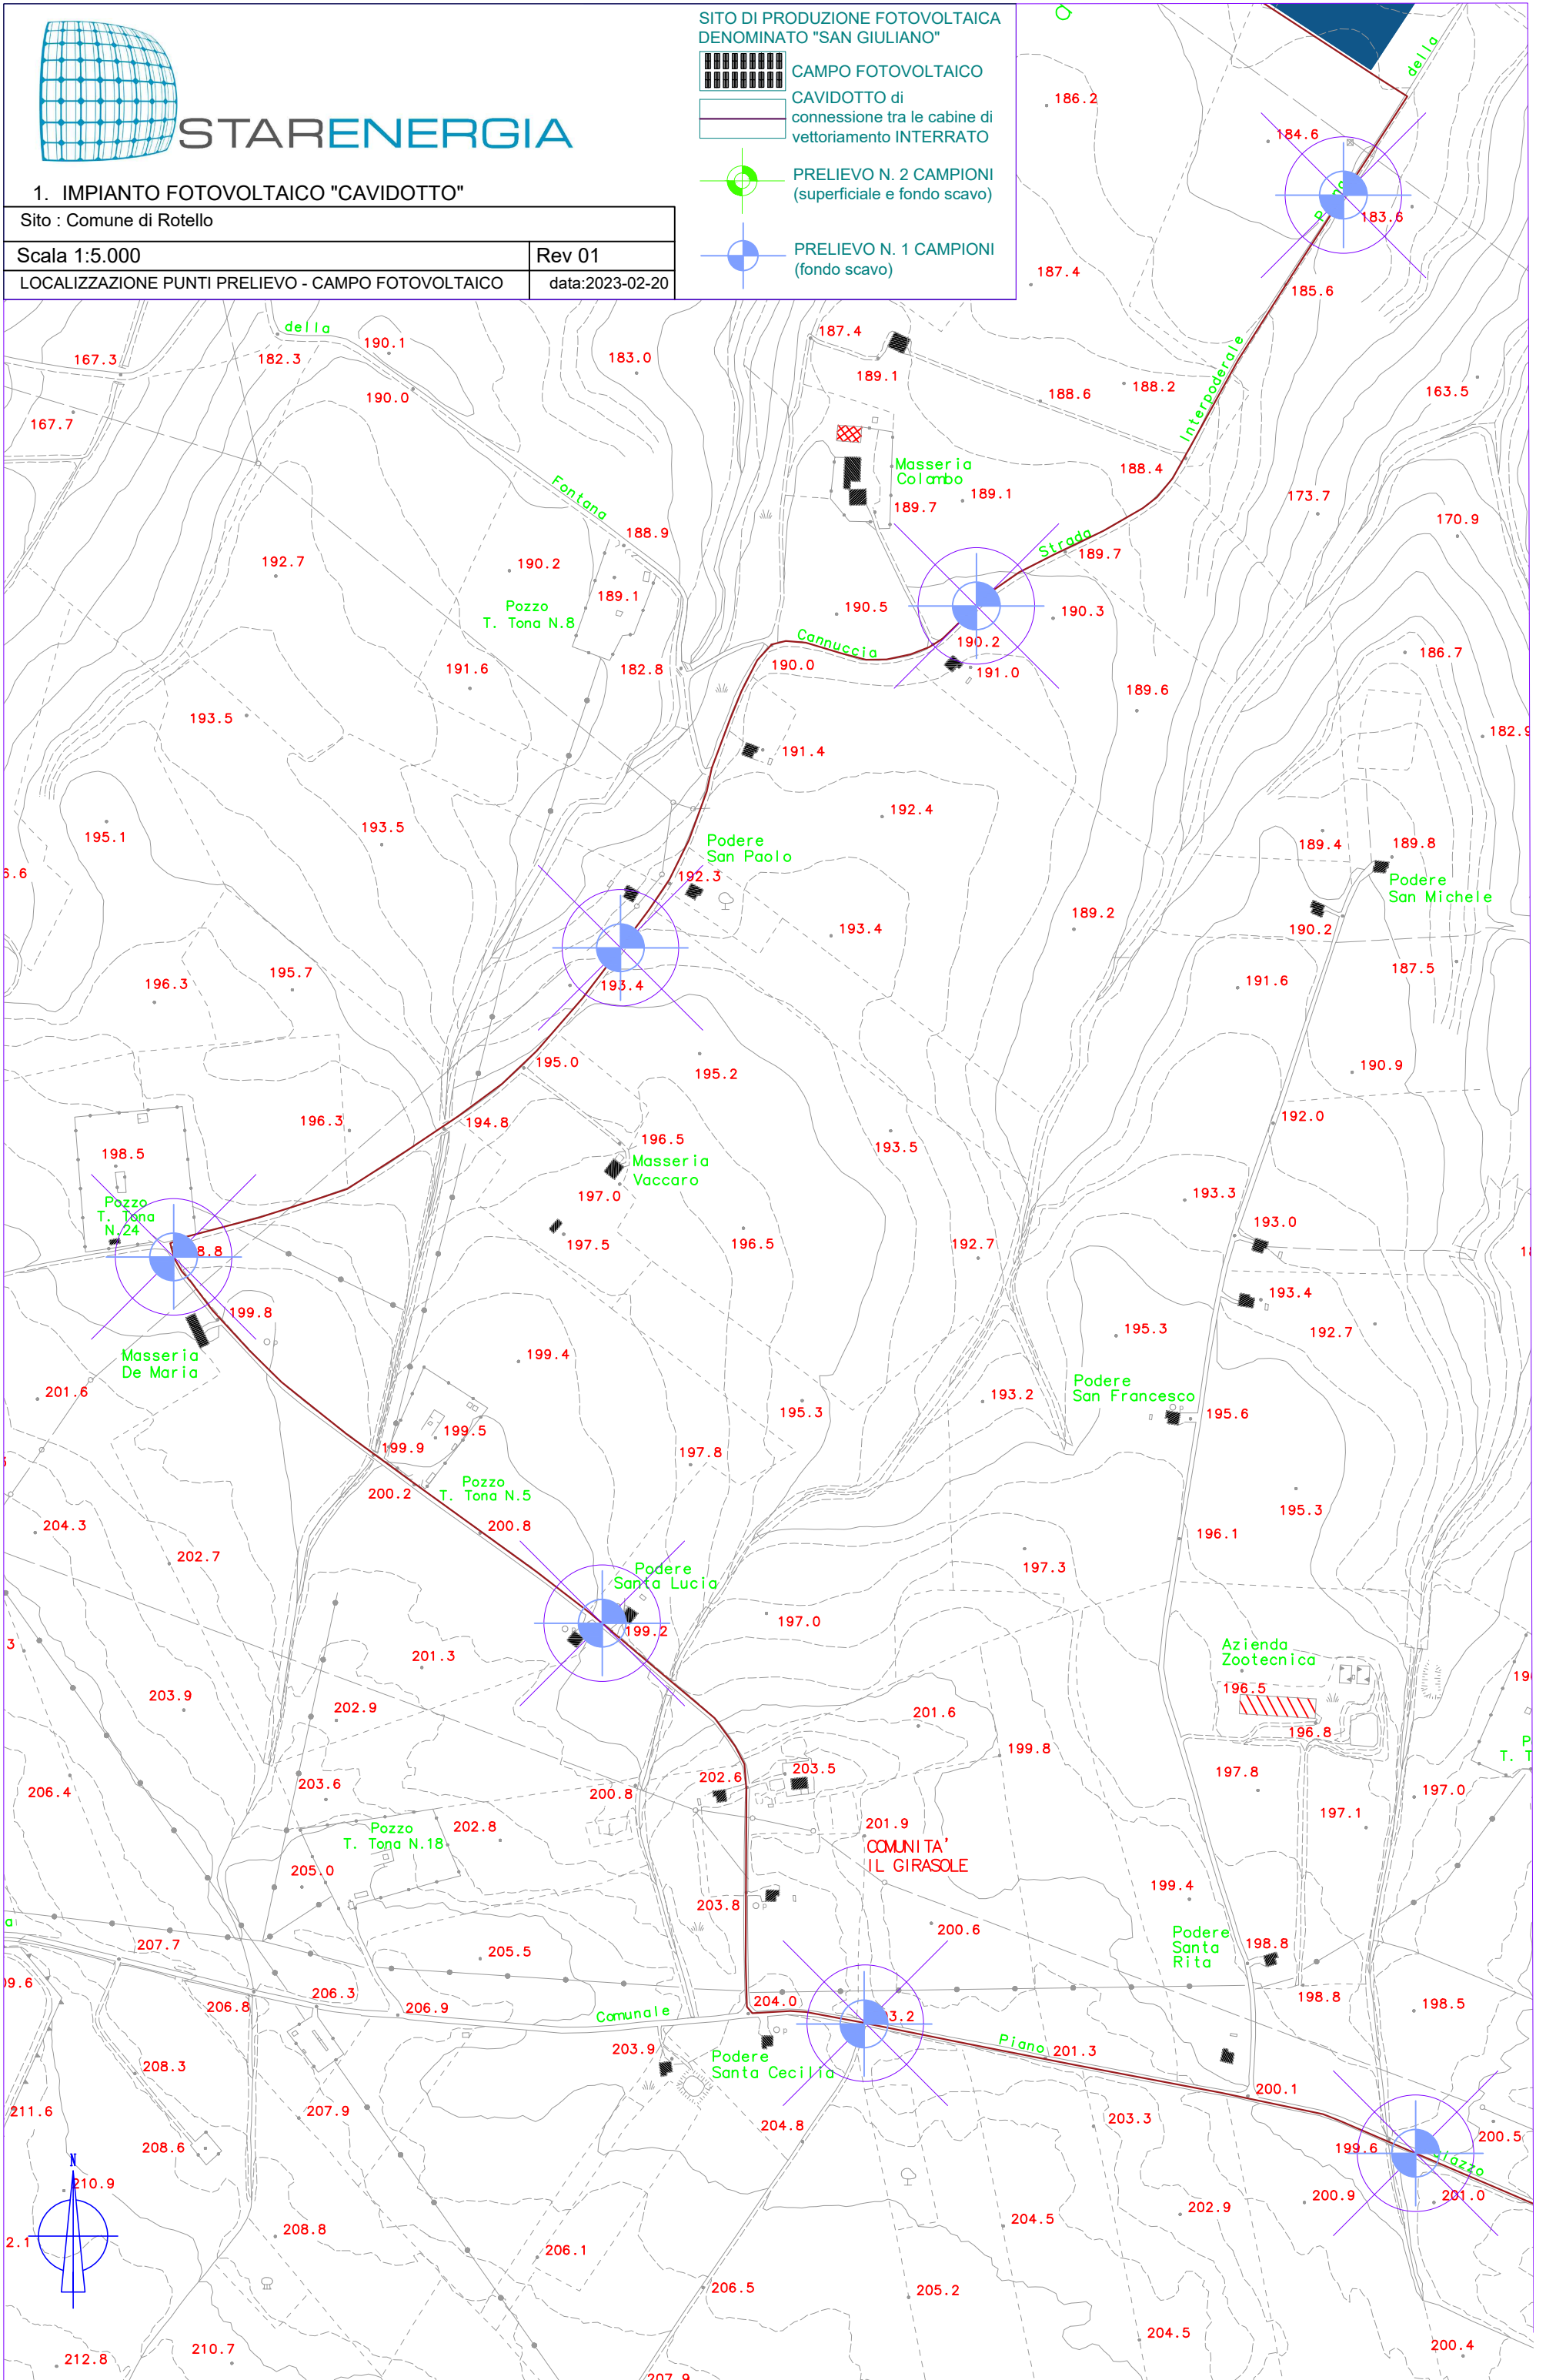 STARENERGIA
1. IMPIANTO FOTOVOLTAICO "CAVIDOTTO"
Sito : Comune di Rotello
Scala 1:5.000
Rev 01
LOCALIZZAZIONE PUNTI PRELIEVO - CAMPO FOTOVOLTAICO
data:2023-02-20
SITO DI PRODUZIONE FOTOVOLTAICA
DENOMINATO "SAN GIULIANO"
CAMPO FOTOVOLTAICO
CAVIDOTTO di
connessione tra le cabine di
vettoriamento INTERRATO
PRELIEVO N. 2 CAMPIONI
(superficiale e fondo scavo)
PRELIEVO N. 1 CAMPIONI
(fondo scavo)
della
186.2
184.6
183.6
187.4
185.6
della
190.1
167.3
182.3
183.0
187.4
189.1
190.0
188.6
188.2
Interpoderale
163.5
167.7
188.4
Masseria
Colombo
Fontana
189.7
189.1
173.7
170.9
188.9
Strada
189.7
192.7
190.2
189.1
Pozzo
T. Tona N.8
190.5
190.3
Cannuccia
190.2
190.0
191.0
182.8
191.6
189.6
186.7
193.5
182.9
191.4
192.4
195.1
193.5
Podere
San Paolo
189.4
189.8
192.3
Podere
San Michele
193.4
189.2
190.2
187.5
195.7
196.3
193.4
191.6
195.0
195.2
190.9
196.3
194.8
192.0
196.5
193.5
198.5
Masseria
Vaccaro
197.0
193.3
Pozzo
T. Tona
N.24
193.0
197.5
196.5
192.7
8.8
193.4
199.8
195.3
192.7
Masseria
De Maria
199.4
Podere
San Francesco
201.6
193.2
195.3
195.6
199.5
199.9
197.8
Pozzo
T. Tona N.5
200.2
195.3
204.3
200.8
196.1
202.7
197.3
Podere
Santa Lucia
197.0
199.2
201.3
Azienda
Zootecnica
196.5
203.9
202.9
201.6
196.8
199.8
206.4
203.6
202.6
203.5
200.8
197.8
197.0
197.1
Pozzo
T. Tona N.18
202.8
201.9
COMUNITA'
IL GIRASOLE
205.0
199.4
203.8
200.6
207.7
205.5
Podere
Santa
Rita
198.8
206.8
206.3
206.9
Comunale
204.0
3.2
198.8
198.5
Piano
201.3
203.9
Podere
Santa Cecilia
208.3
200.1
211.6
207.9
204.8
203.3
200.5
208.6
199.6
N
210.9
200.9
201.0
202.9
208.8
204.5
206.1
206.5
205.2
204.5
200.4
210.7
212.8
207.9